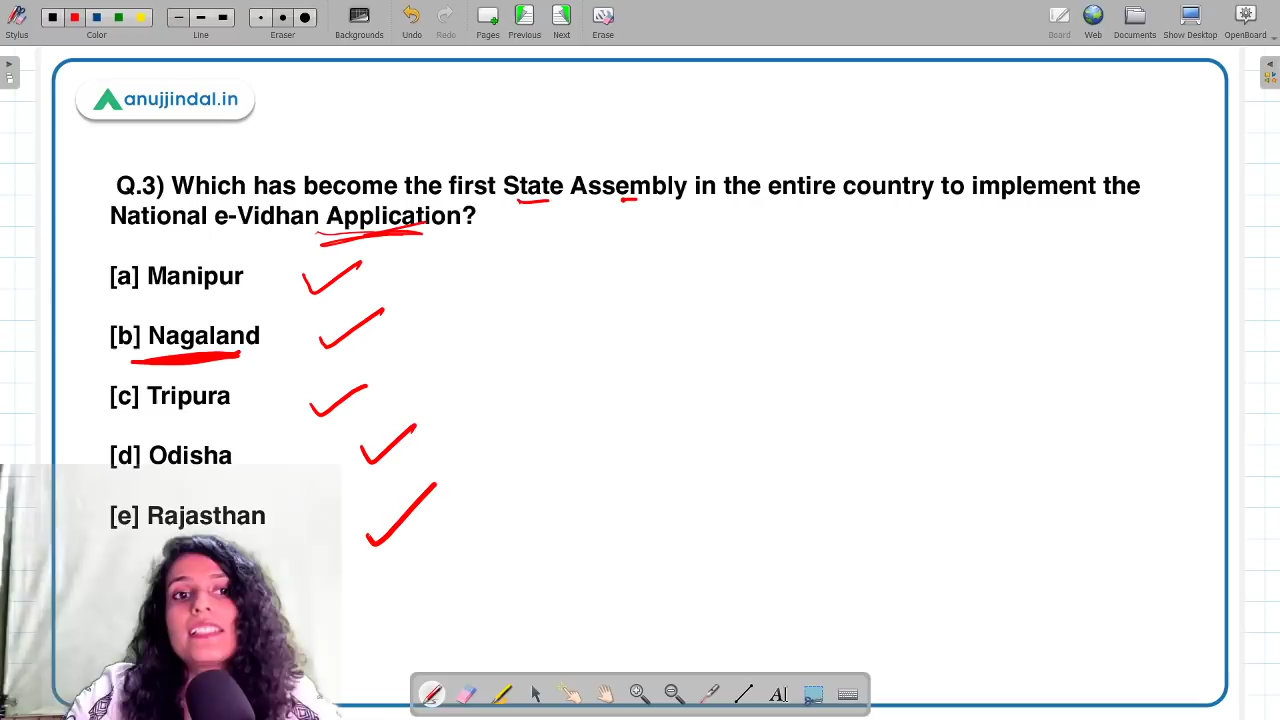 Stylus
Color
Line
Eraser
Backgrounds
Undo
Redo
Pages
Previous
Next
Erase
Board
Web
Documents
Show Desktop
OpenBoard
anujjindal.in
Q.3) Which has become the first State Assembly in the entire country to implement the
National e-Vidhan Application?
[a] Manipur
[b] Nagaland
[c] Tripura
[d] Odisha
[e] Rajasthan